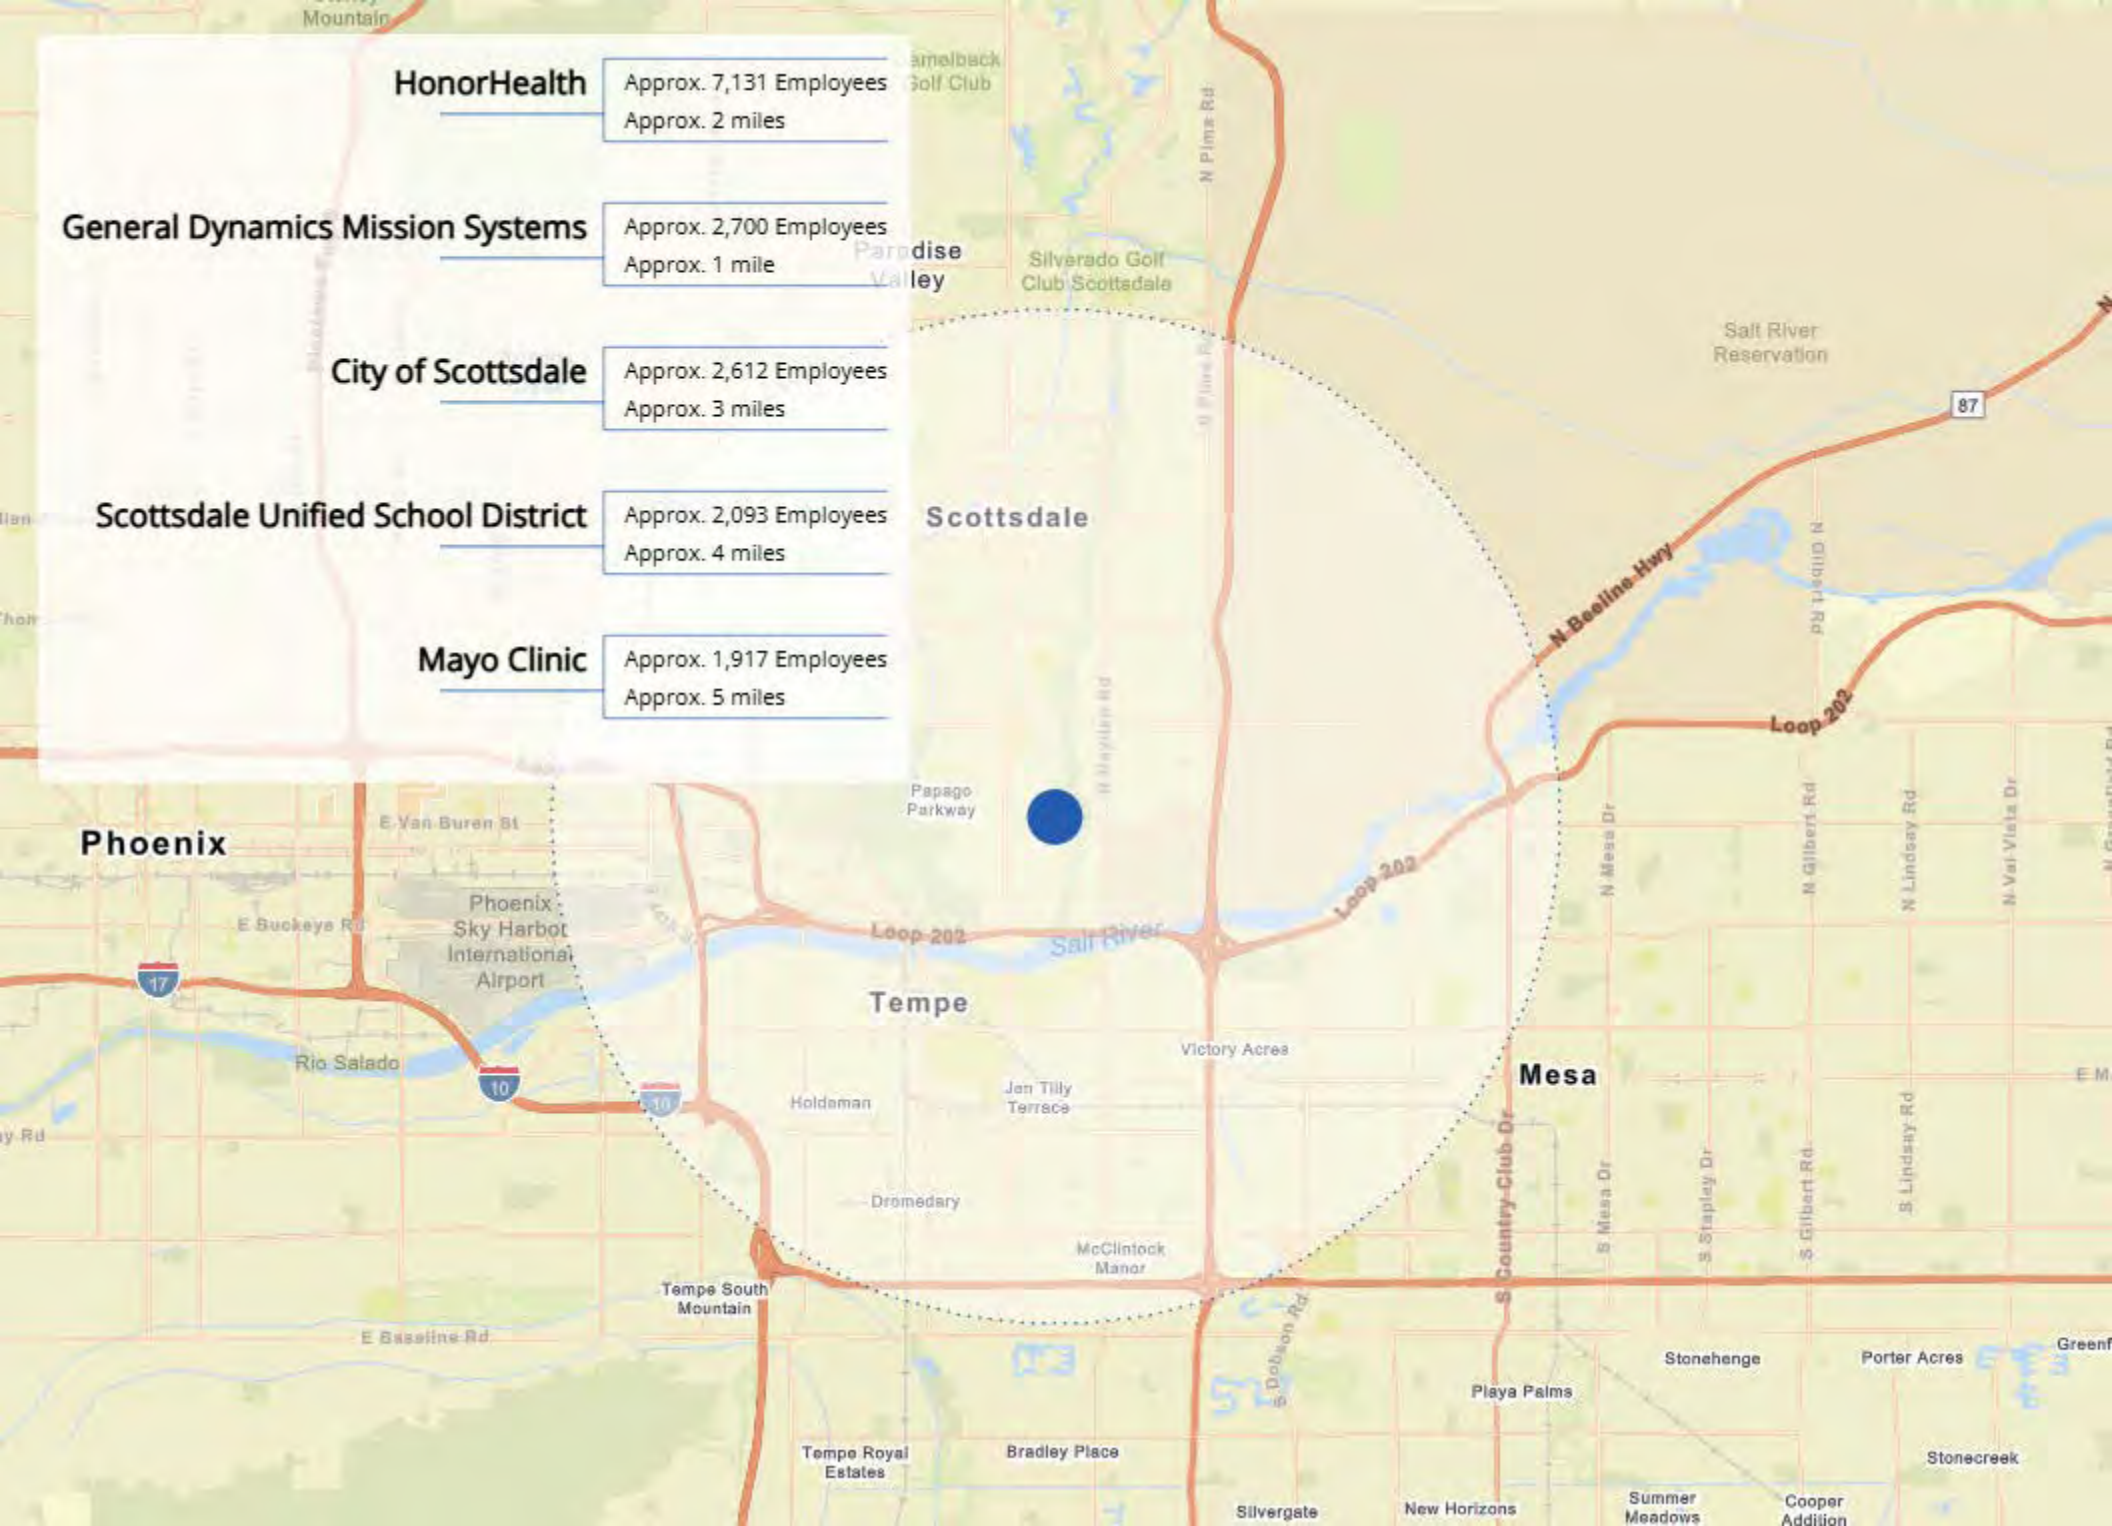 Mountain
HonorHealth
Approx. 7,131 Employees
Approx. 2 miles
General Dynamics Mission Systems
Approx. 2,700 Employees
Approx. 1 mile
City of Scottsdale
Approx. 2,612 Employees
Approx. 3 miles
Scottsdale Unified School District
Approx. 2,093 Employees
Approx. 4 miles
Mayo Clinic
Approx. 1,917 Employees
Approx. 5 miles
amelback
Golf Club
N Pima Rd
Paradise
Valley
Silverado Golf
Club Scottsdale
N Pima R
Salt River
Reservation
N
87
Scottsdale
N Beeline Hwy
N Gilbert Rd
Loop 202
N Hayden Rd
Papago
Parkway
Phoenix
E Van Buren St
Phoenix
Sky Harbor
International
Airport
E Buckeye Rd
17
Loop 202
Salt River
Loop 202
N Mesa Dr
N Gilbert Rd
N Lindsay Rd
N Val Vista Dr
N Greenfield Rd
Tempe
Rio Salado
10
10
Holdeman
Jen Tilly
Terrace
Victory Acres
Mesa
E M
ay Rd
Dromedary
McClintock
Manor
S Country Club Dr
S Mesa Dr
S Stapley Dr
S Gilbert Rd
S Lindsay Rd
Tempe South
Mountain
E Baseline Rd
S Dobson Rd
Stonehenge
Porter Acres
Greenf
Playa Palms
Tempe Royal
Estates
Bradley Place
Stonecreek
Silvergate
New Horizons
Summer
Meadows
Cooper
Addition